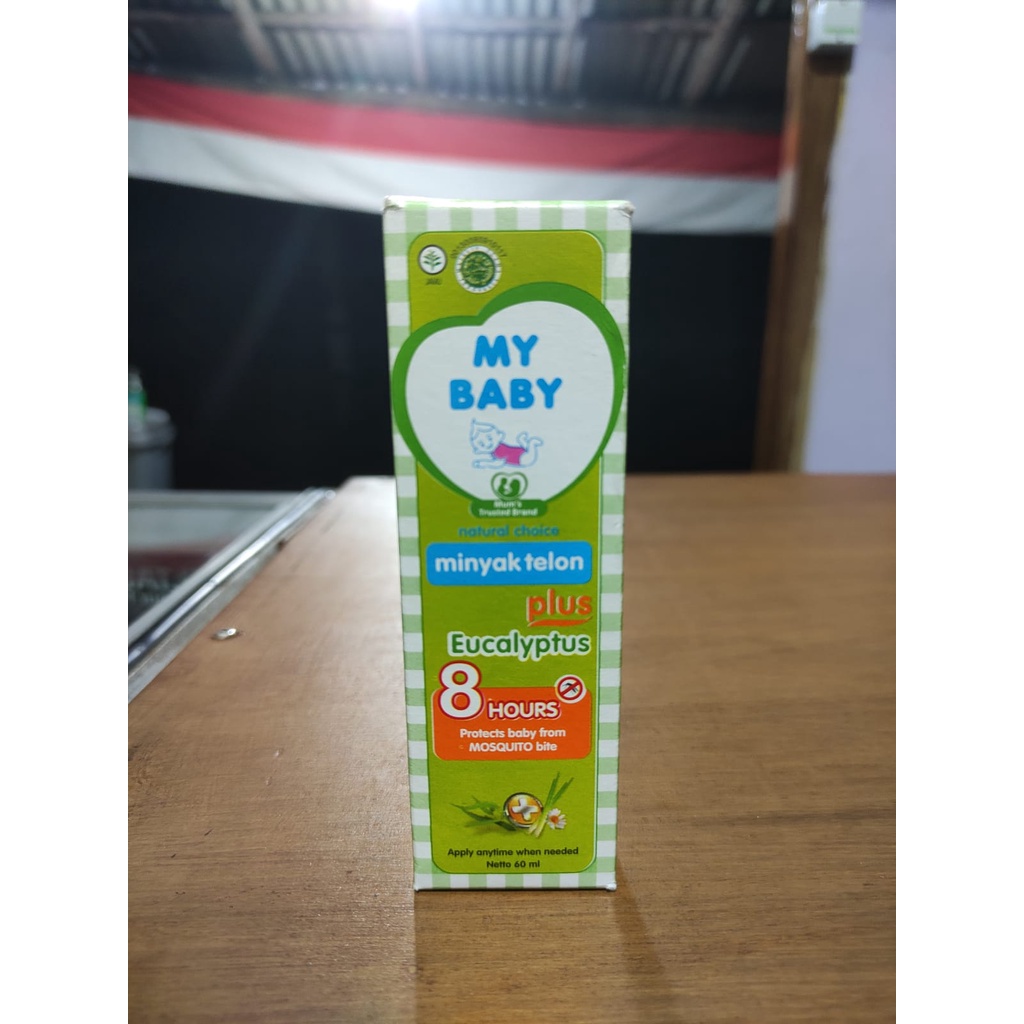 JAMU
MY
BABY
Mum's
Trusted Brand
natural choice
minyak telon
plus
Eucalyptus
8
HOURS
Protects baby from
MOSQUITO bite
Apply anytime when needed
Netto 60 ml